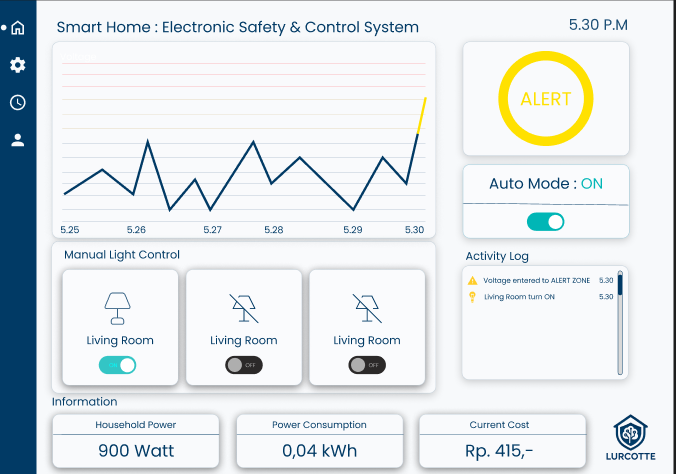 Smart Home : Electronic Safety & Control System
5.30 P.M
ALERT
5.25 5.26 5.27 5.28 5.29 5.30
Auto Mode : ON
Manual Light Control
Living Room
Living Room
OFF
Living Room
OFF
Activity Log
Voltage entered to ALERT ZONE 5.30
Living Room turn ON 5.30
Information
Household Power
900 Watt
Power Consumption
0,04 kWh
Current Cost
Rp. 415,-
LURCOTTE